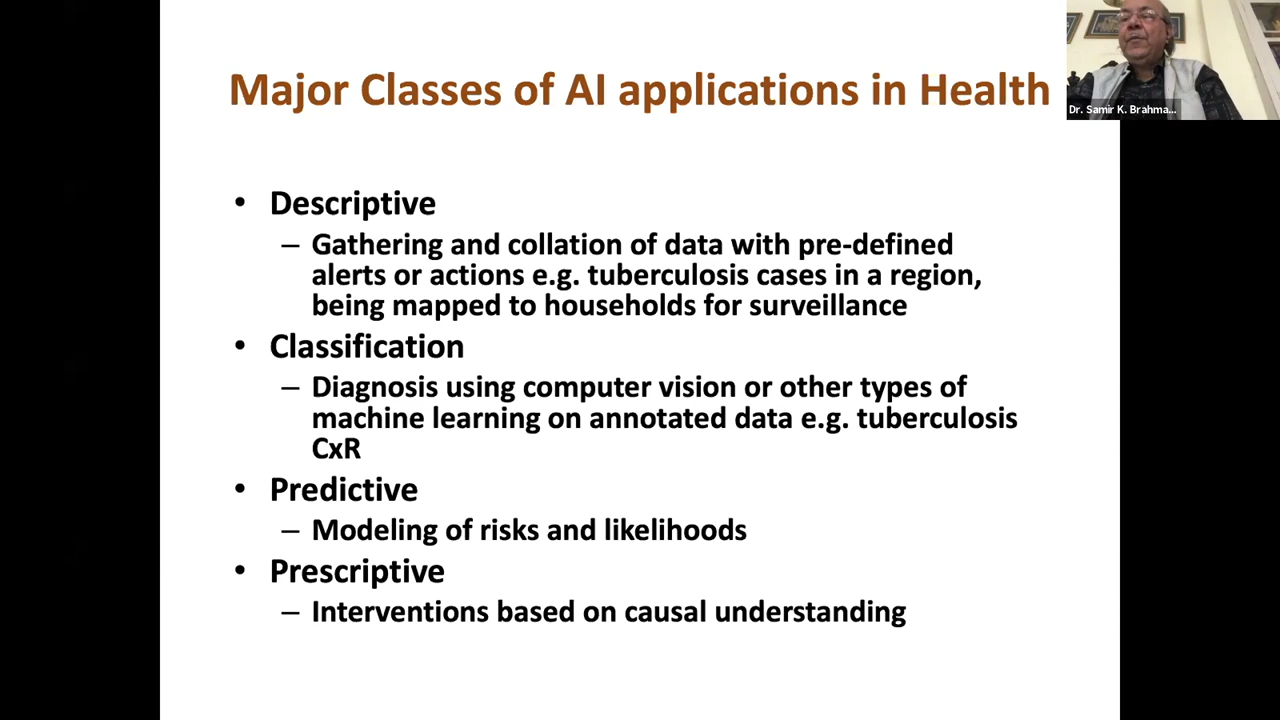 Major Classes of AI applications in Health
Dr. Samir K. Brahma...
• Descriptive
– Gathering and collation of data with pre-defined
alerts or actions e.g. tuberculosis cases in a region,
being mapped to households for surveillance
• Classification
– Diagnosis using computer vision or other types of
machine learning on annotated data e.g. tuberculosis
CxR
• Predictive
– Modeling of risks and likelihoods
• Prescriptive
– Interventions based on causal understanding